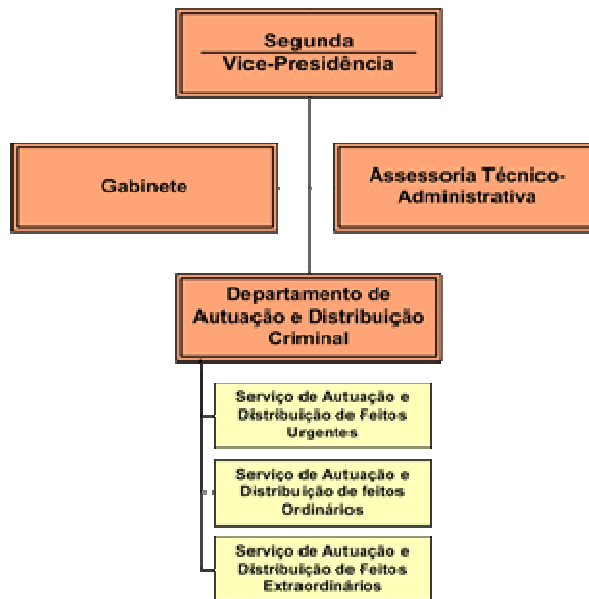 Segunda
Vice-Presidência
Gabinete
Assessoria Técnico-
Administrativa
Departamento de
Autuação e Distribuição
Criminal
Serviço de Autuação e
Distribuição de Feitos
Urgentes
Serviço de Autuação e
Distribuição de feitos
Ordinários
Serviço de Autuação e
Distribuição de Feitos
Extraordinários